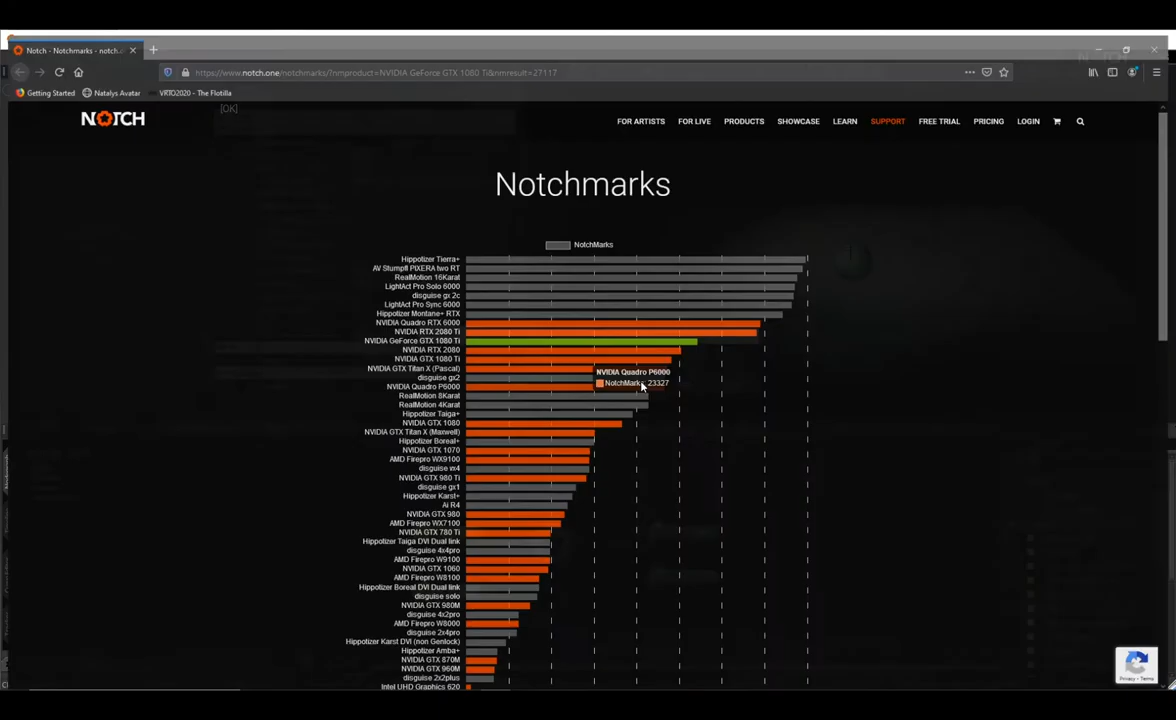 Notch - Notchmarks - notch.
https://www.notch.one/notchmarks/?nmproduct=NVIDIA GeForce GTX 1080 Ti&nmresult=27117
Getting Started
Natalys Avatar
VRTO2020 - The Flotilla
[OK]
NOTCH
FOR ARTISTS
FOR LIVE
PRODUCTS
SHOWCASE
LEARN
SUPPORT
FREE TRIAL
PRICING
LOGIN
Notchmarks
NotchMarks
Hippotizer Tierra+
AV Stumpfl PIXERA two RT
RealMotion 16Karat
LightAct Pro Solo 6000
disguise gx 2c
LightAct Pro Sync 6000
Hippotizer Montane+ RTX
NVIDIA Quadro RTX 6000
NVIDIA RTX 2080 Ti
NVIDIA GeForce GTX 1080 Ti
NVIDIA RTX 2080
NVIDIA GTX 1080 Ti
NVIDIA GTX Titan X (Pascal)
disguise gx2
NVIDIA Quadro P6000
NVIDIA Quadro P6000
NotchMarks: 23327
RealMotion 8Karat
RealMotion 4Karat
Hippotizer Taiga+
NVIDIA GTX 1080
NVIDIA GTX Titan X (Maxwell)
Hippotizer Boreal+
NVIDIA GTX 1070
AMD Firepro WX9100
disguise vx4
NVIDIA GTX 980 Ti
disguise gx1
Hippotizer Karst+
Ai R4
NVIDIA GTX 980
AMD Firepro WX7100
NVIDIA GTX 780 Ti
Hippotizer Taiga DVI Dual link
disguise 4x4pro
AMD Firepro W9100
NVIDIA GTX 1060
AMD Firepro W8100
Hippotizer Boreal DVI Dual link
disguise solo
NVIDIA GTX 980M
disguise 4x2pro
AMD Firepro W8000
disguise 2x4pro
Hippotizer Karst DVI (non Genlock)
Hippotizer Amba+
NVIDIA GTX 870M
NVIDIA GTX 960M
disguise 2x2plus
Intel UHD Graphics 620
Privacy - Terms